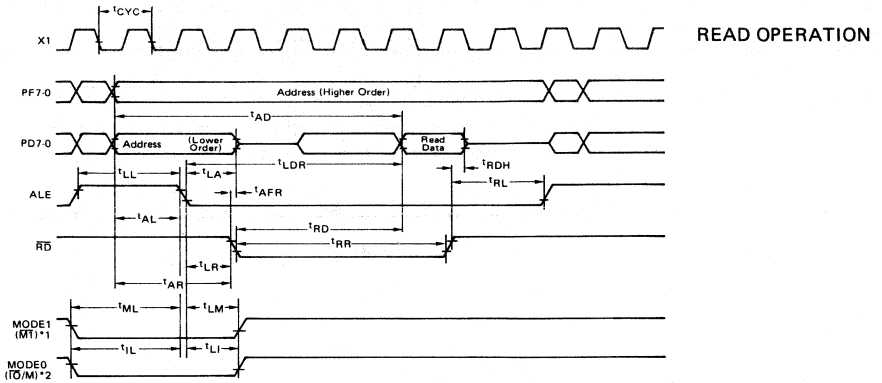 tCYC
X1
READ OPERATION
PF7-0
Address (Higher Order)
tAD
PD7-0
Address (Lower Order)
Read Data
tLDR
tRDH
tLL
tLA
tAFR
tRL
ALE
tAL
tRD
RD
tRR
tLR
tAR
tML
tLM
MODE1
(M1)*1
tIL
tLI
MODE0
(IO/M)*2